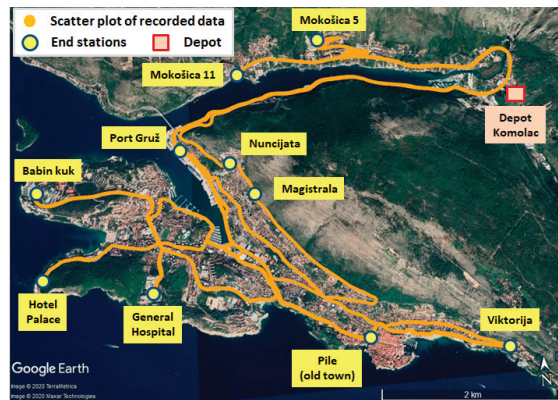 Scatter plot of recorded data
End stations
Depot
Mokošica 5
Mokošica 11
Depot
Komolac
Port Gruž
Nuncijata
Babin kuk
Magistrala
Hotel
Palace
General
Hospital
Pile
(old town)
Viktorija
N
Google Earth
Image © 2020 TerraMetrics
Image © 2020 Maxar Technologies
2 km